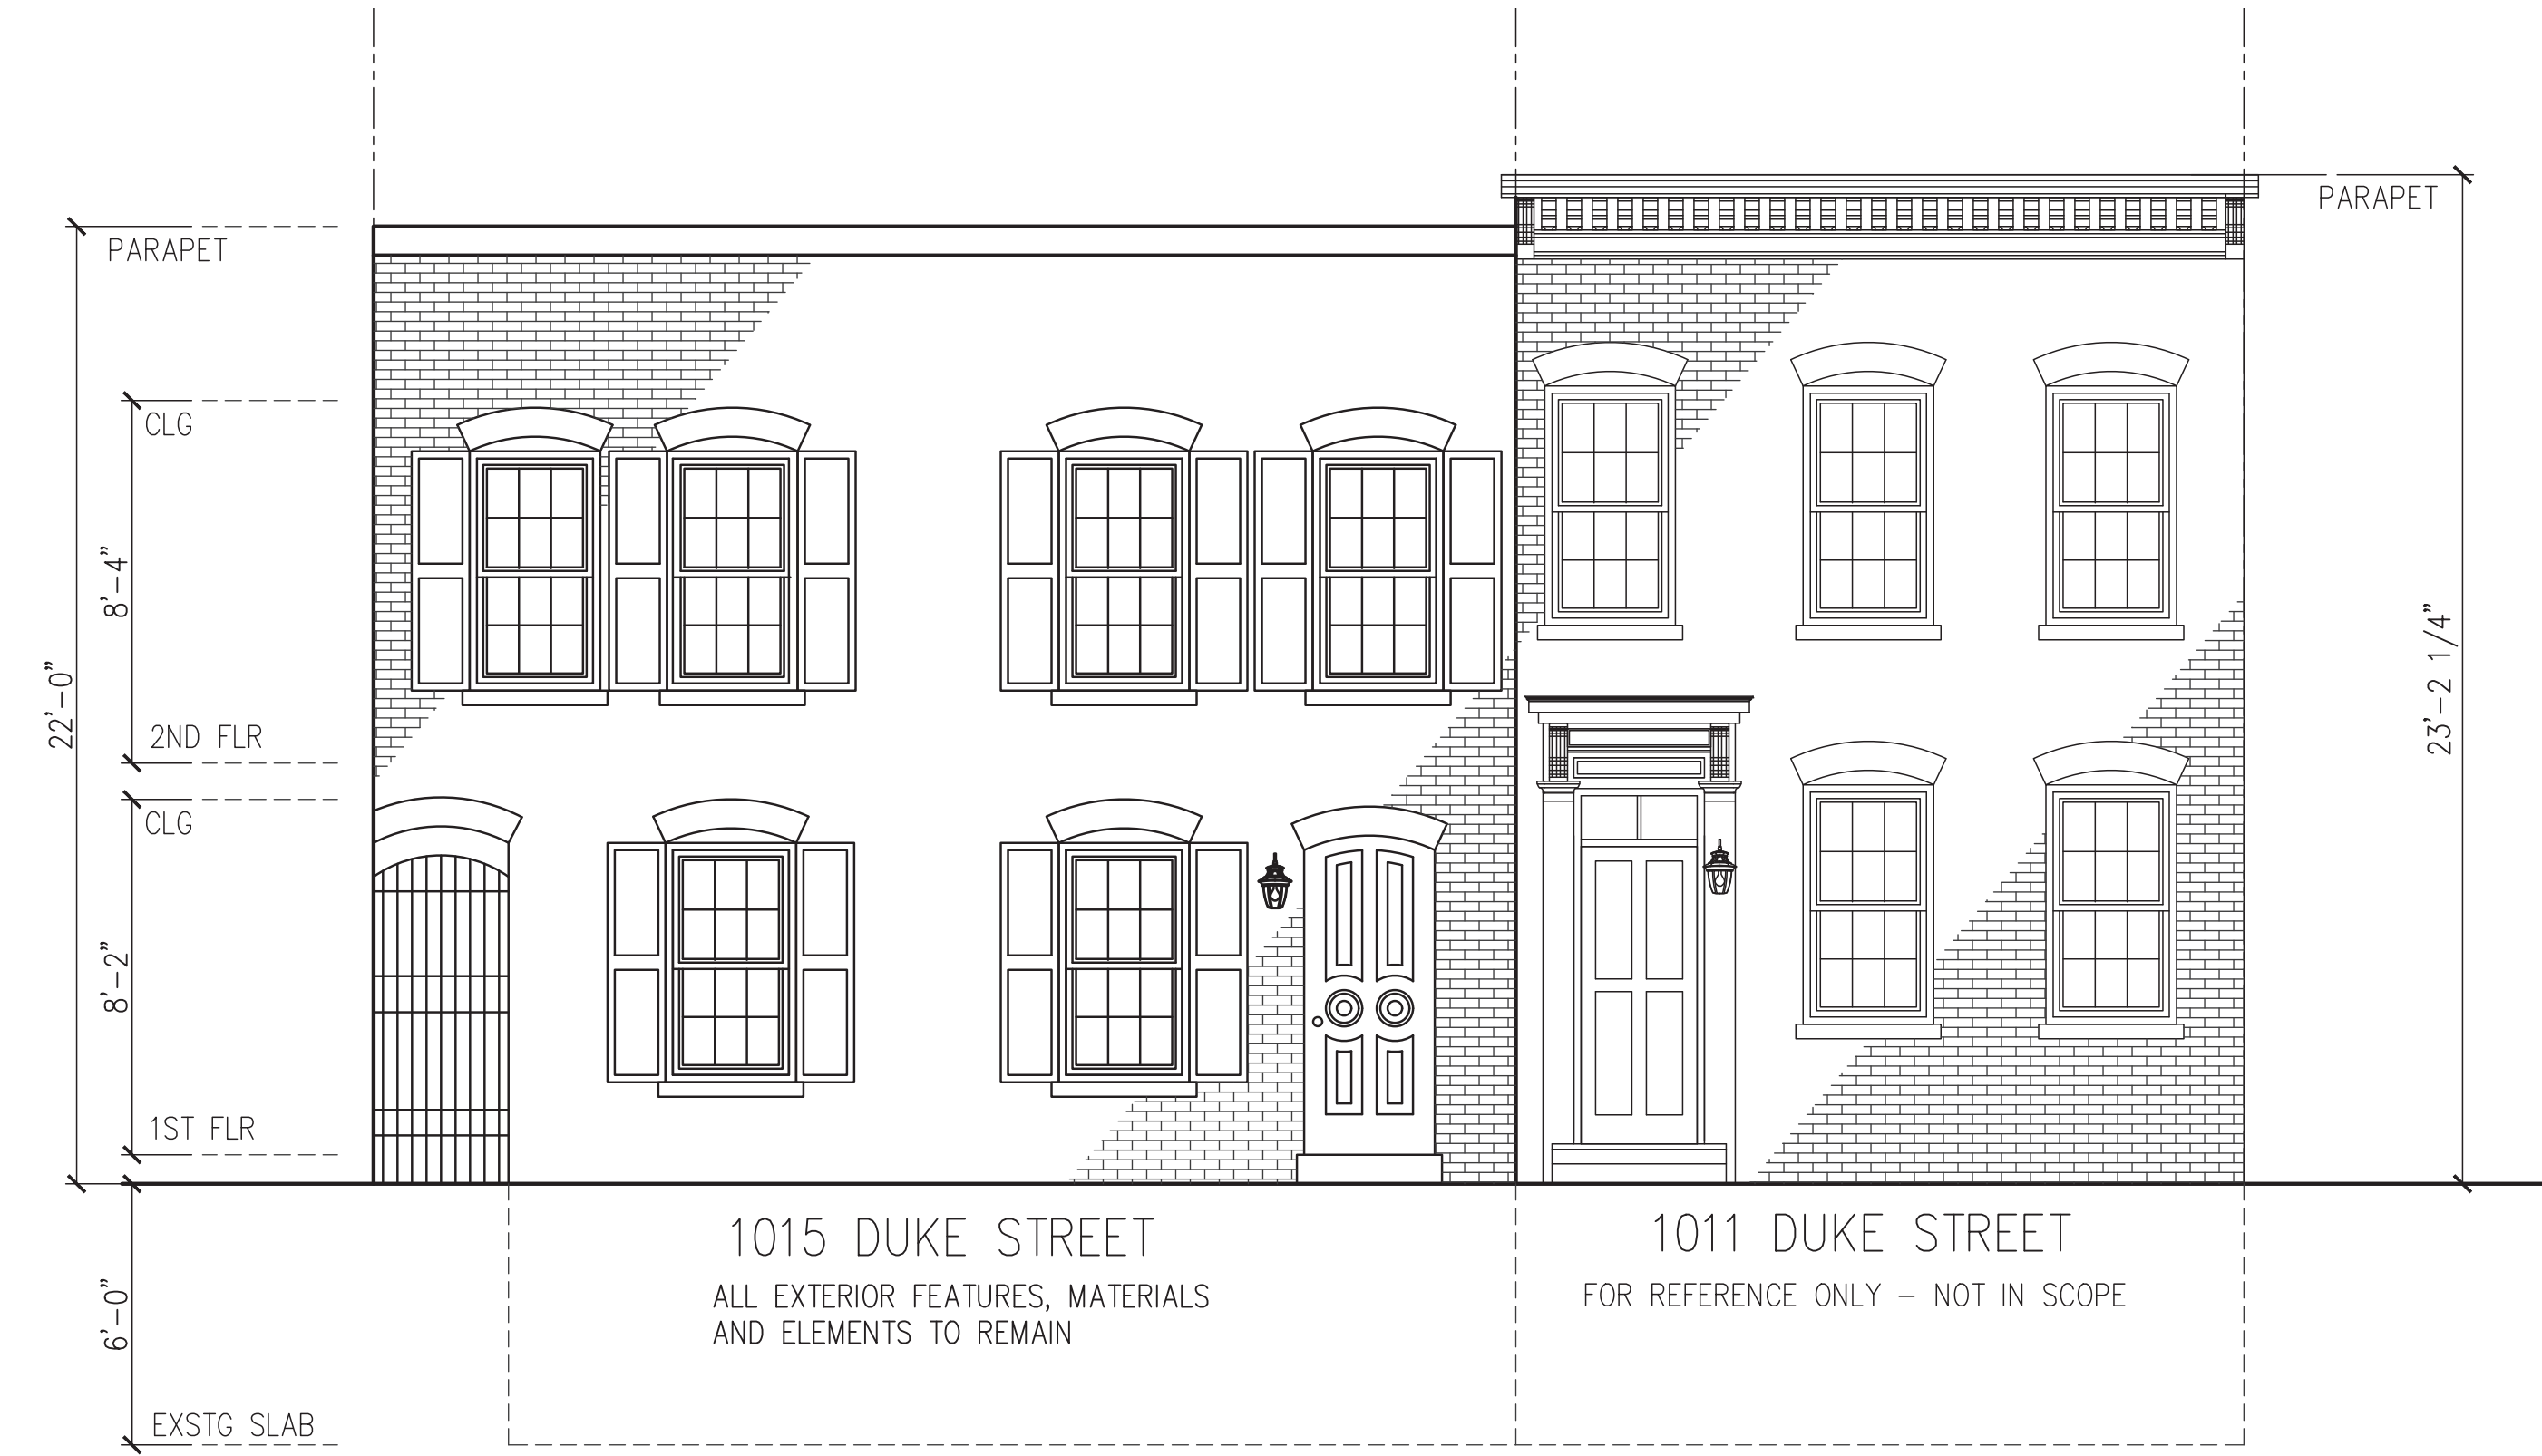 PARAPET
PARAPET
CLG
8'-4"
22'-0"
23'-2 1/4"
2ND FLR
CLG
8'-2"
1ST FLR
1015 DUKE STREET
ALL EXTERIOR FEATURES, MATERIALS
AND ELEMENTS TO REMAIN
1011 DUKE STREET
FOR REFERENCE ONLY – NOT IN SCOPE
6'-0"
EXSTG SLAB